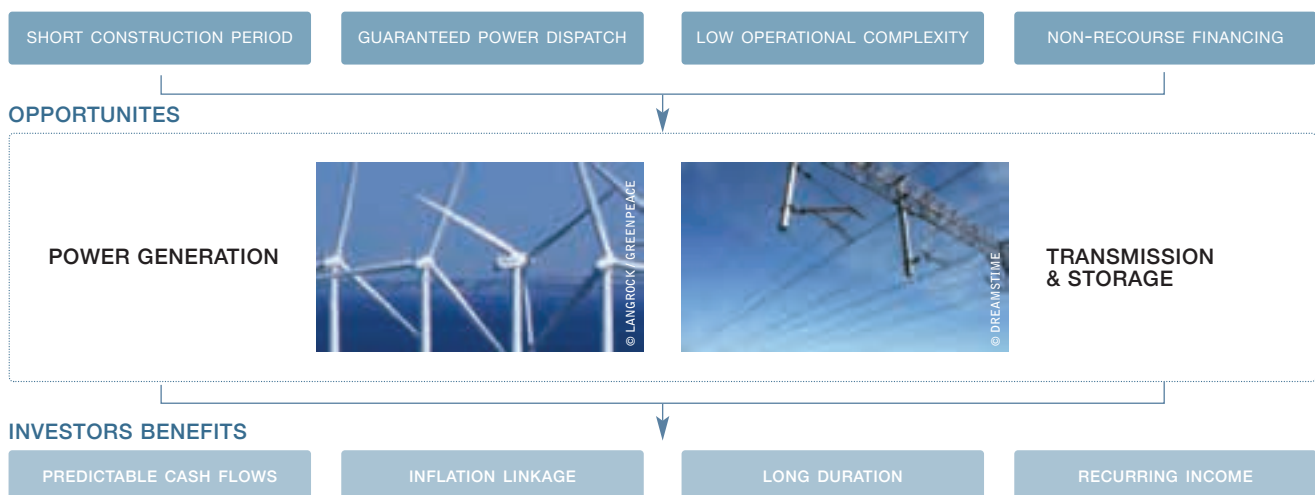 SHORT CONSTRUCTION PERIOD
GUARANTEED POWER DISPATCH
LOW OPERATIONAL COMPLEXITY
NON-RECOURSE FINANCING
OPPORTUNITES
POWER GENERATION
© LANGROCK / GREENPEACE
© DREAMSTIME
TRANSMISSION
& STORAGE
INVESTORS BENEFITS
PREDICTABLE CASH FLOWS
INFLATION LINKAGE
LONG DURATION
RECURRING INCOME